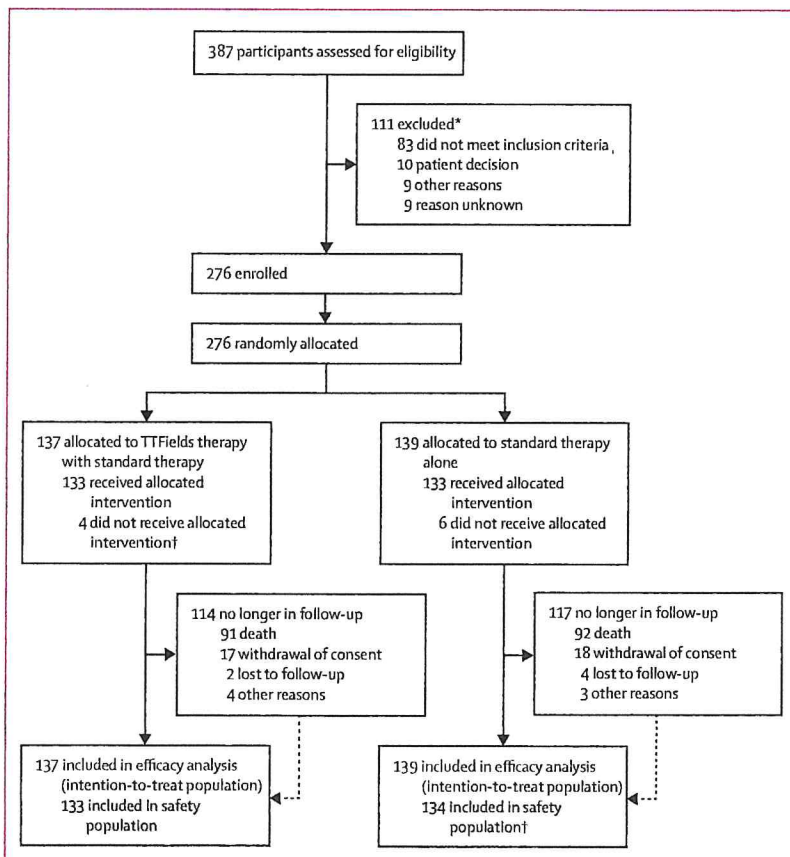 387 participants assessed for eligibility
111 excluded*
83 did not meet inclusion criteria
10 patient decision
9 other reasons
9 reason unknown
276 enrolled
276 randomly allocated
137 allocated to TTFields therapy
with standard therapy
133 received allocated
intervention
4 did not receive allocated
intervention†
139 allocated to standard therapy
alone
133 received allocated
intervention
6 did not receive allocated
intervention
114 no longer in follow-up
91 death
17 withdrawal of consent
2 lost to follow-up
4 other reasons
117 no longer in follow-up
92 death
18 withdrawal of consent
4 lost to follow-up
3 other reasons
137 included in efficacy analysis
(intention-to-treat population)
133 included in safety
population
139 included in efficacy analysis
(intention-to-treat population)
134 included in safety
population†